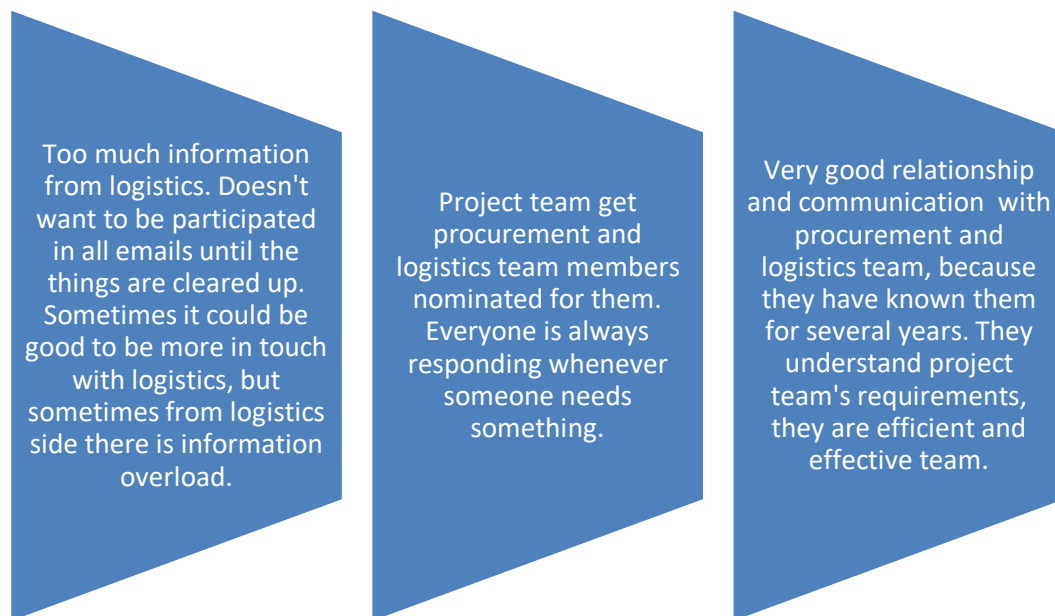 Too much information
from logistics. Doesn't
want to be participated
in all emails until the
things are cleared up.
Sometimes it could be
good to be more in touch
with logistics, but
sometimes from logistics
side there is information
overload.
Project team get
procurement and
logistics team members
nominated for them.
Everyone is always
responding whenever
someone needs
something.
Very good relationship
and communication  with
procurement and
logistics team, because
they have known them
for several years. They
understand project
team's requirements,
they are efficient and
effective team.